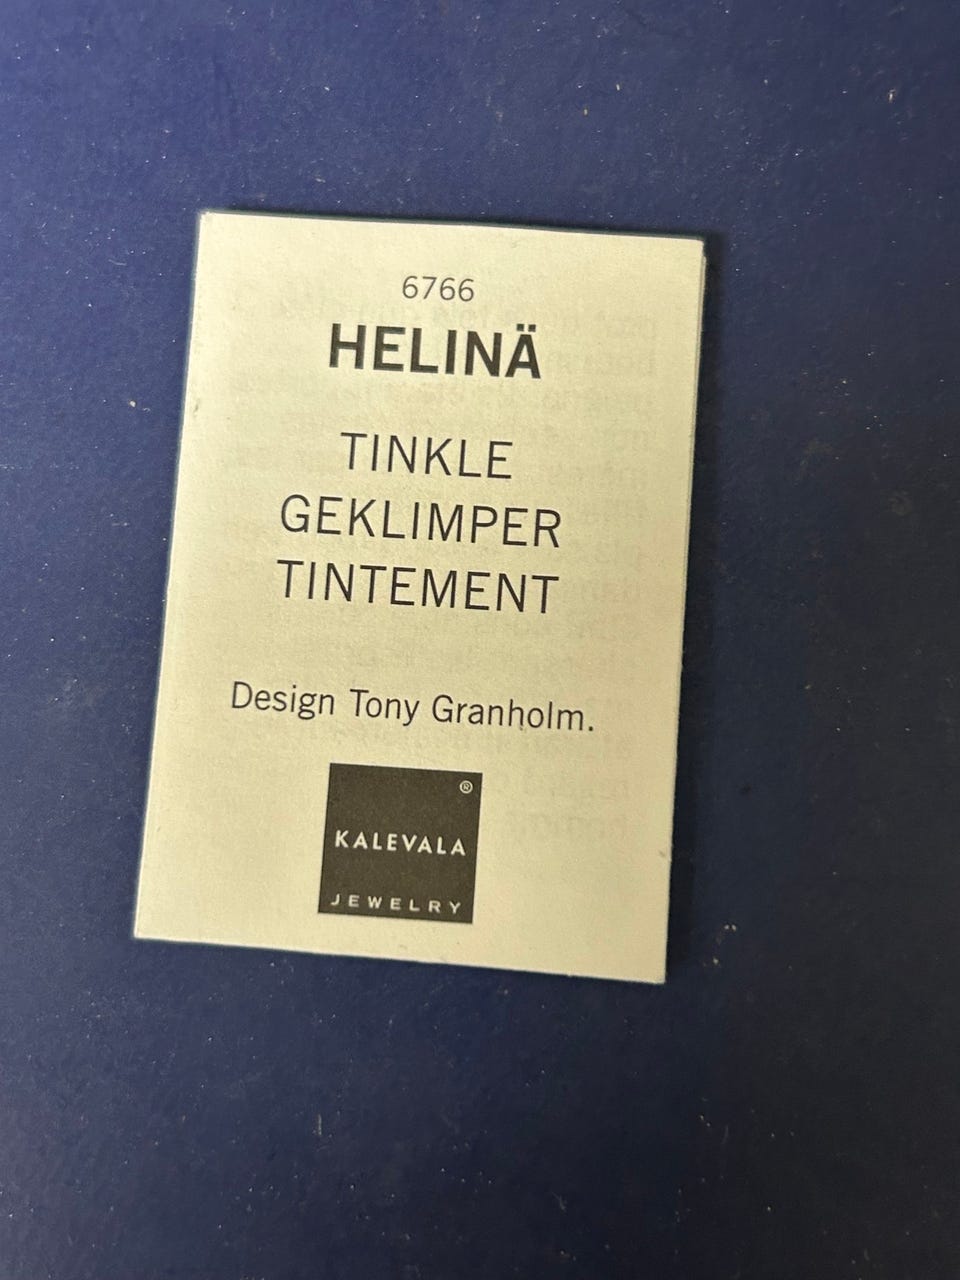 6766
HELINÄ
TINKLE
GEKLIMPER
TINTEMENT
Design Tony Granholm.
®
KALEVALA
JEWELRY